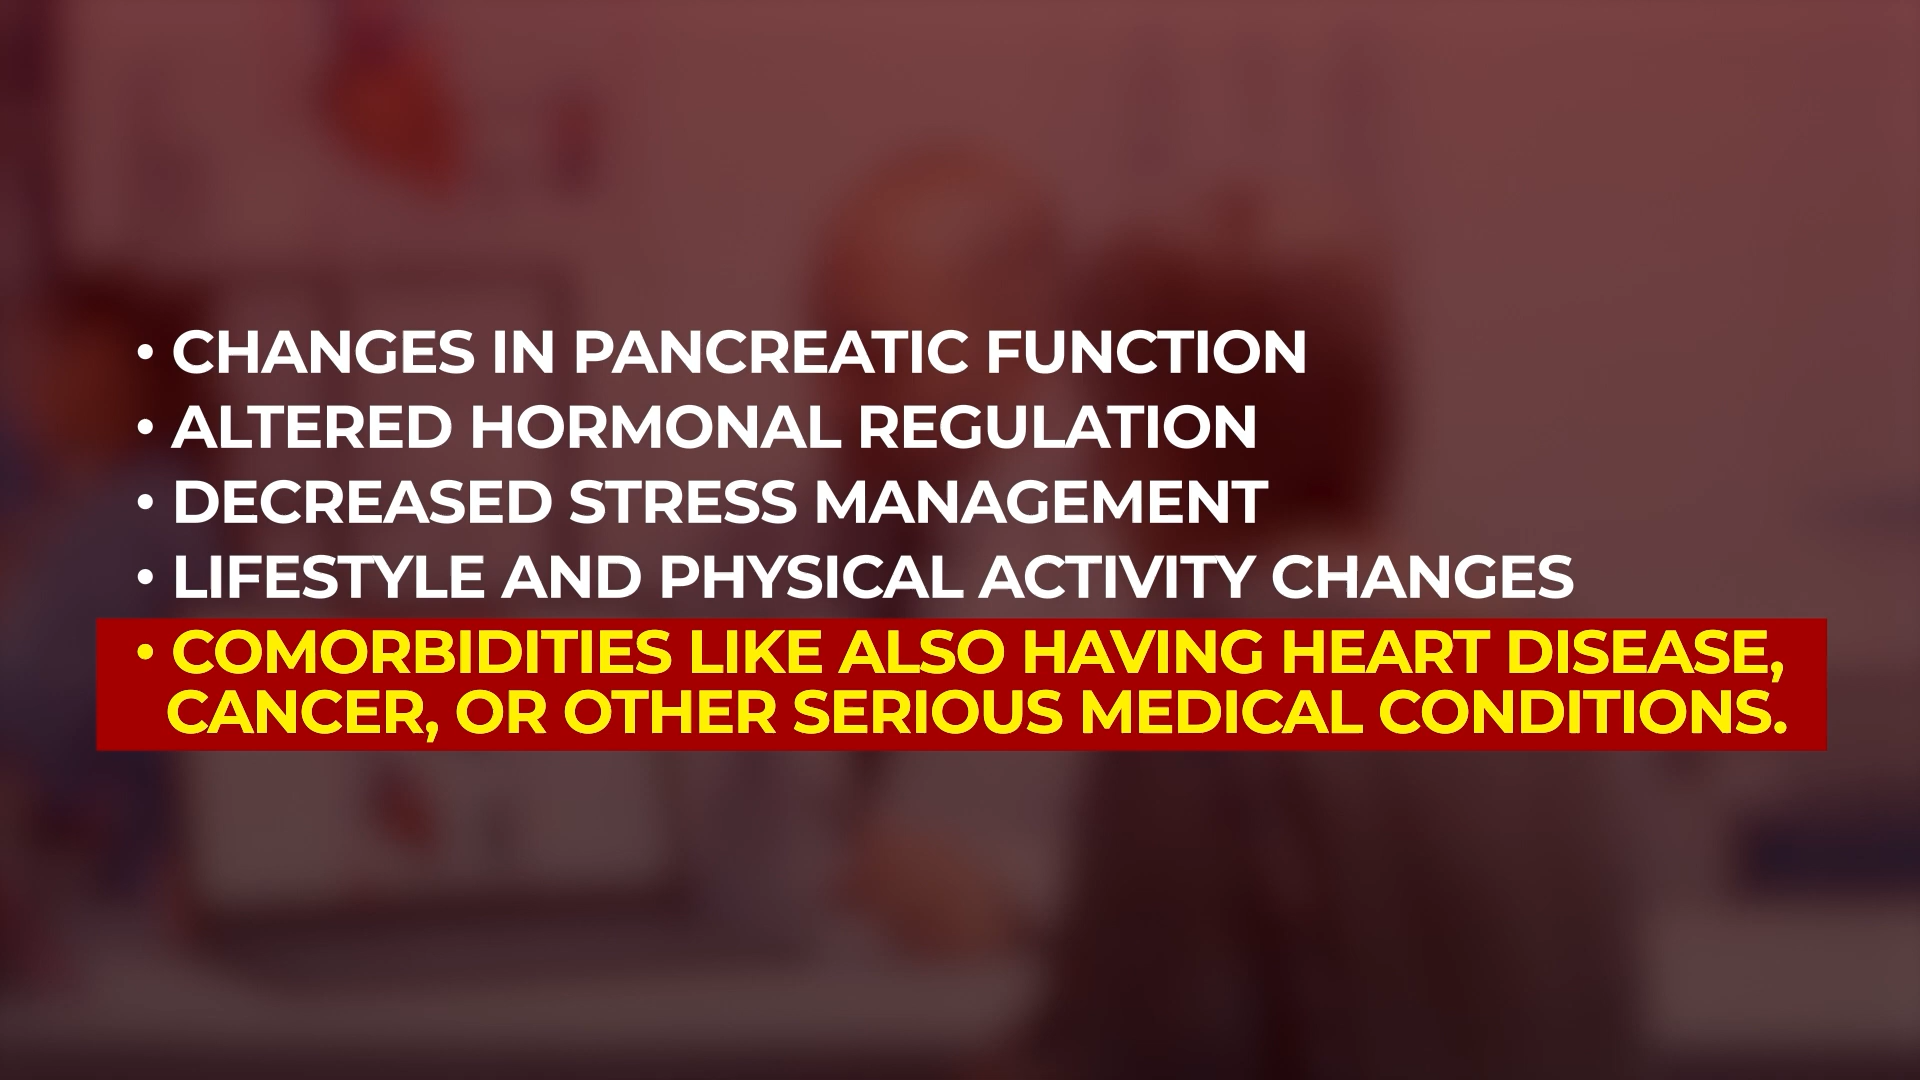 • CHANGES IN PANCREATIC FUNCTION
• ALTERED HORMONAL REGULATION
• DECREASED STRESS MANAGEMENT
• LIFESTYLE AND PHYSICAL ACTIVITY CHANGES
• COMORBIDITIES LIKE ALSO HAVING HEART DISEASE,
CANCER, OR OTHER SERIOUS MEDICAL CONDITIONS.